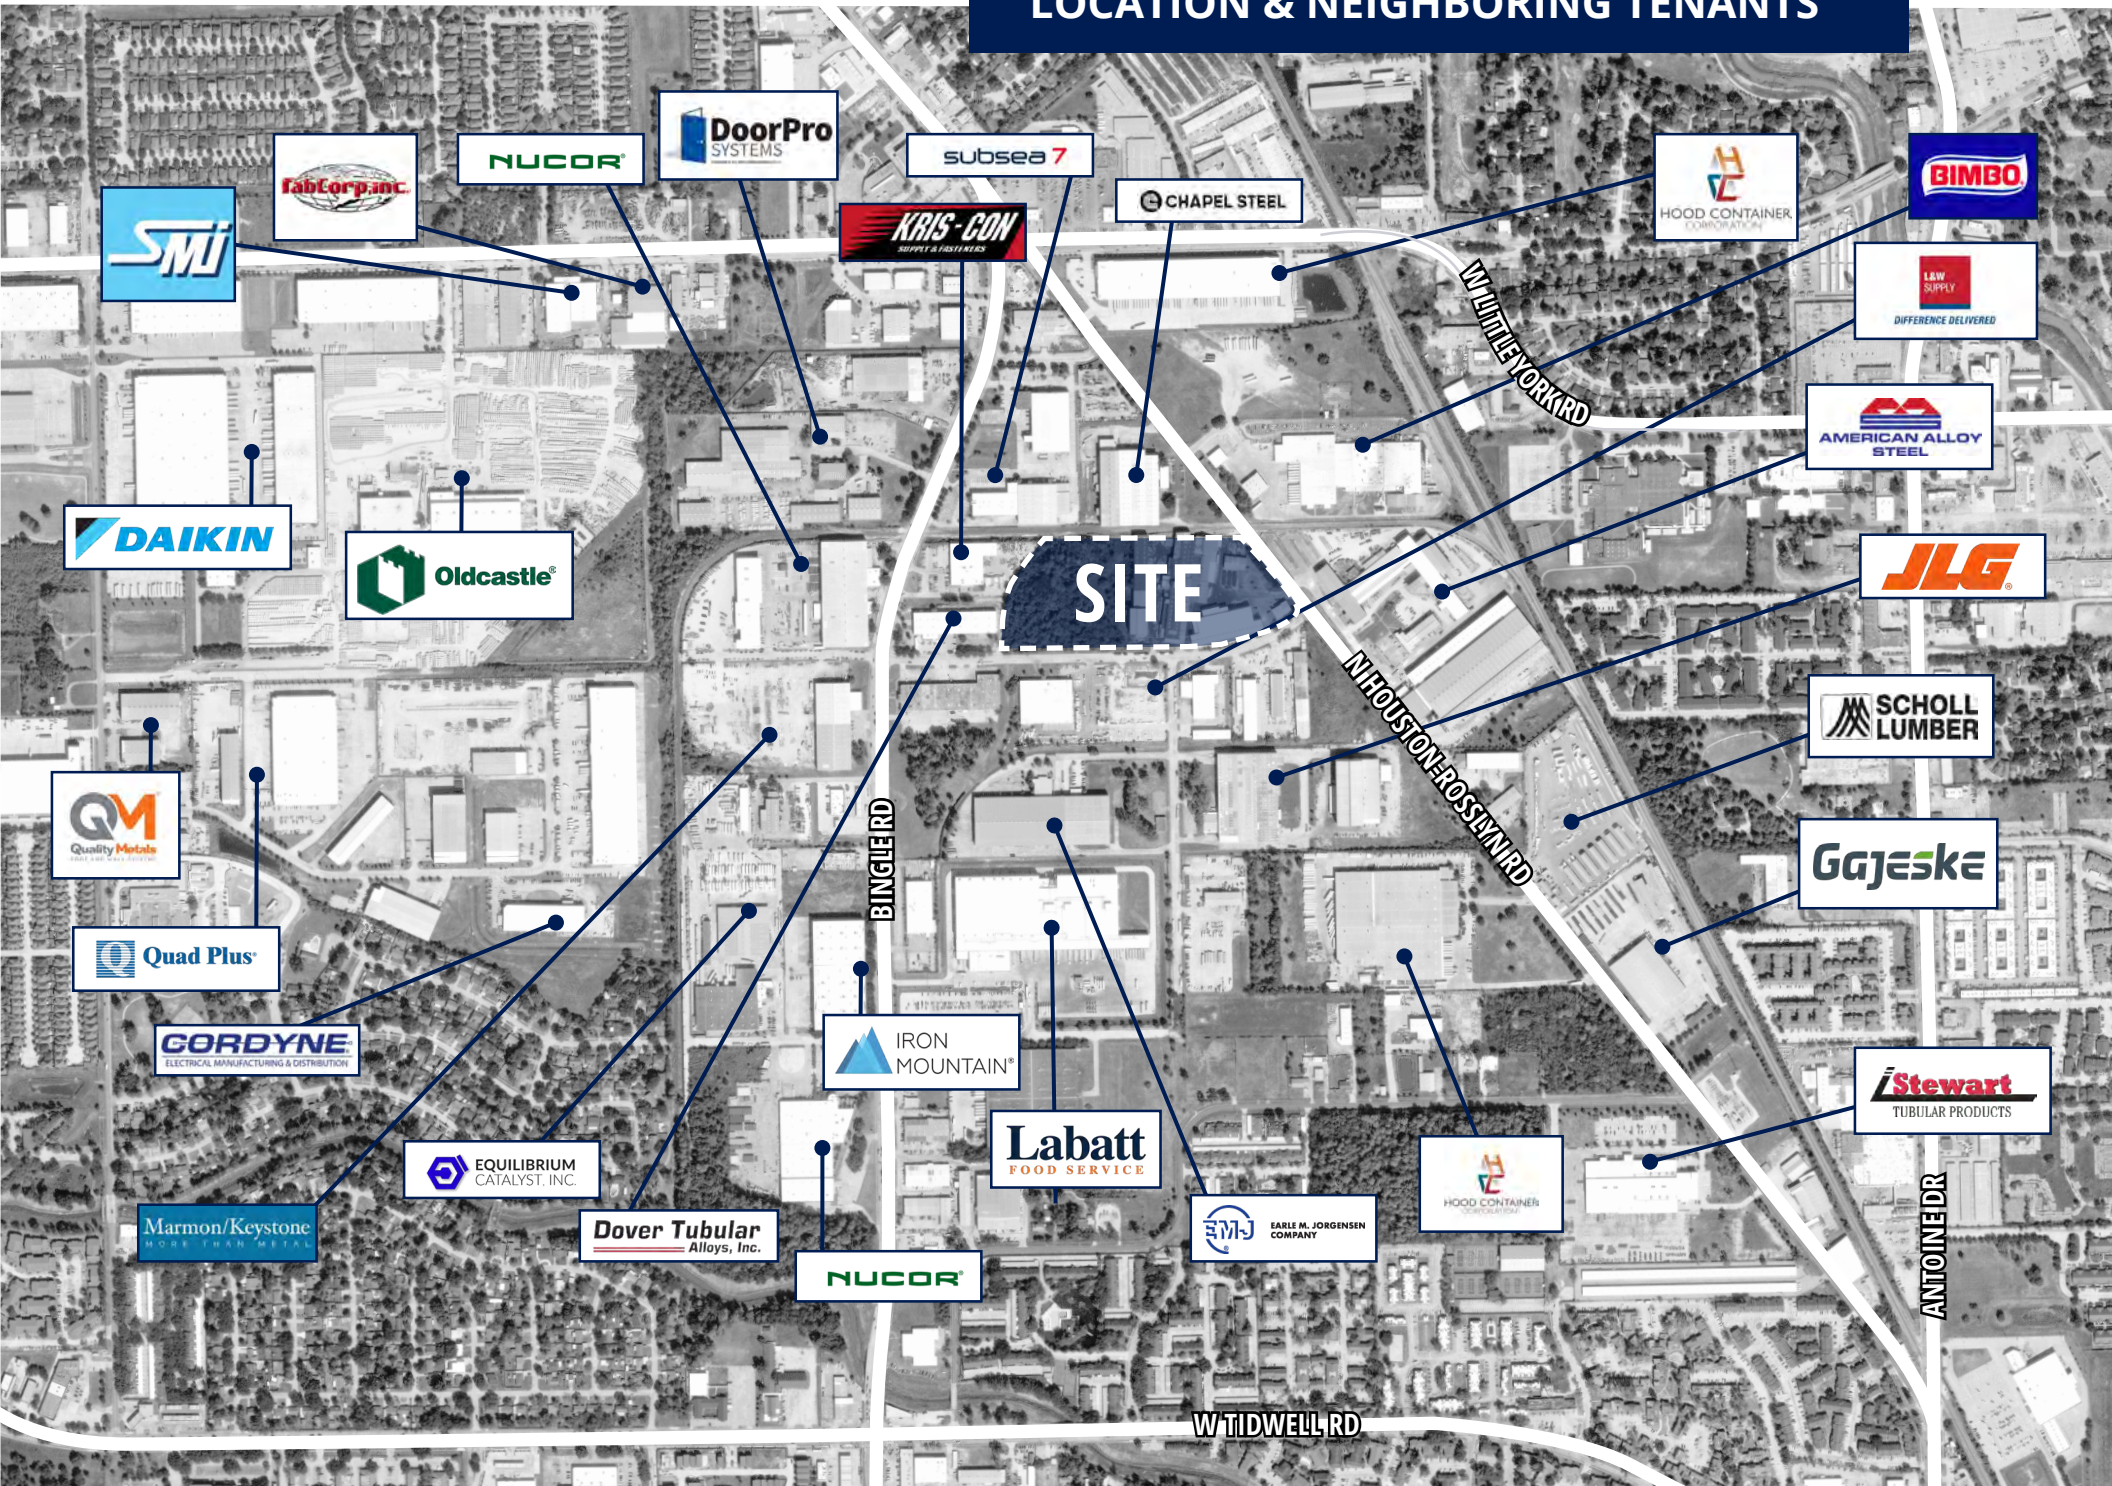 LOCATION & NEIGHBORING TENANTS
DoorPro
SYSTEMS
fabCorp,inc.
NUCOR®
subsea 7
HOOD CONTAINER
CORPORATION
BIMBO
SMI
CHAPEL STEEL
KRIS-CON
SUPPLY & FASTENERS
L&W
SUPPLY
DIFFERENCE DELIVERED
W LITTLE YORK RD
AMERICAN ALLOY
STEEL
DAIKIN
Oldcastle®
SITE
JLG®
N HOUSTON-ROSSLYN RD
SCHOLL
LUMBER
QM
Quality Metals
BINGLE RD
Gajeske
Quad Plus
CORDYNE
ELECTRICAL MANUFACTURING & DISTRIBUTION
IRON
MOUNTAIN®
Stewart
TUBULAR PRODUCTS
Labatt
FOOD SERVICE
EQUILIBRIUM
CATALYST, INC.
HOOD CONTAINER
CORPORATION
Marmon/Keystone
MORE THAN METAL
Dover Tubular
Alloys, Inc.
EMJ
®
EARLE M. JORGENSEN
COMPANY
NUCOR®
ANTOINE DR
W TIDWELL RD